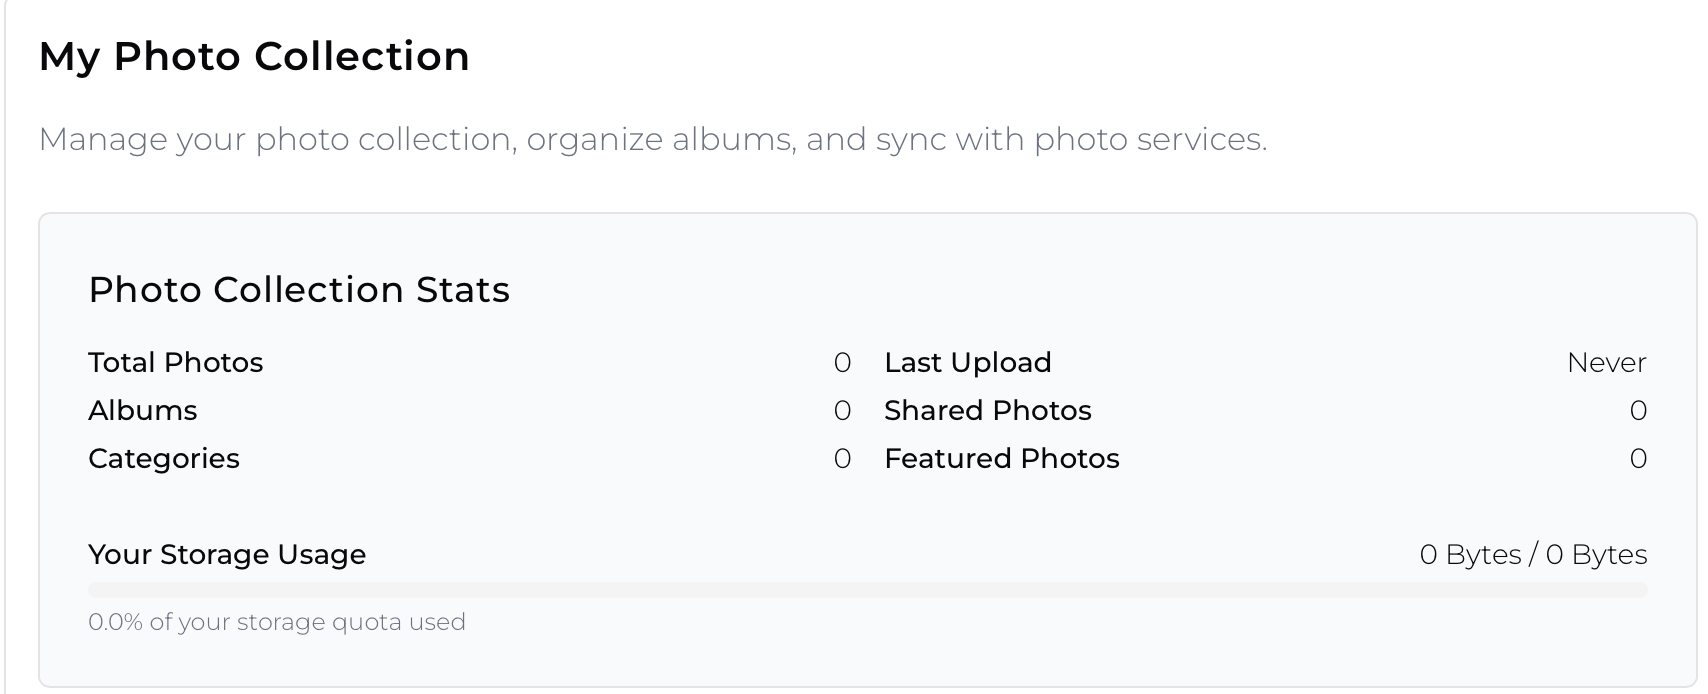 My Photo Collection
Manage your photo collection, organize albums, and sync with photo services.
Photo Collection Stats
Total Photos 0 Last Upload Never
Albums 0 Shared Photos 0
Categories 0 Featured Photos 0
Your Storage Usage 0 Bytes / 0 Bytes
0.0% of your storage quota used